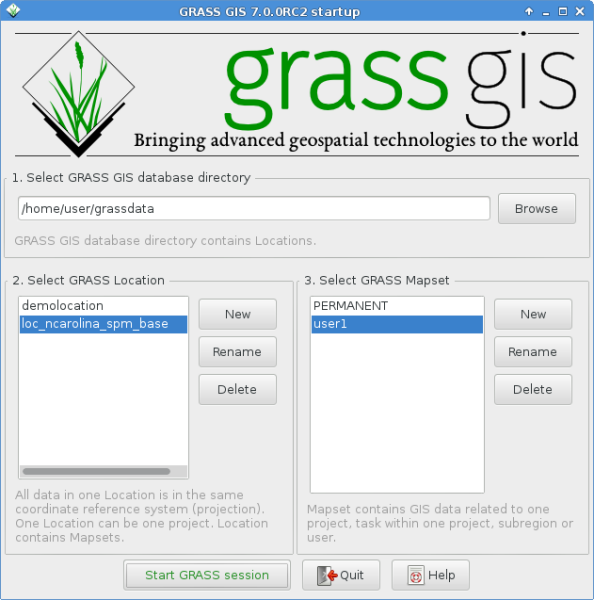 GRASS GIS 7.0.0RC2 startup
grass gis
Bringing advanced geospatial technologies to the world
1. Select GRASS GIS database directory
/home/user/grassdata
Browse
GRASS GIS database directory contains Locations.
2. Select GRASS Location
demolocation
loc_ncarolina_spm_base
New
Rename
Delete
All data in one Location is in the same
coordinate reference system (projection).
One Location can be one project. Location
contains Mapsets.
3. Select GRASS Mapset
PERMANENT
user1
New
Rename
Delete
Mapset contains GIS data related to one
project, task within one project, subregion or
user.
Start GRASS session
Quit
Help